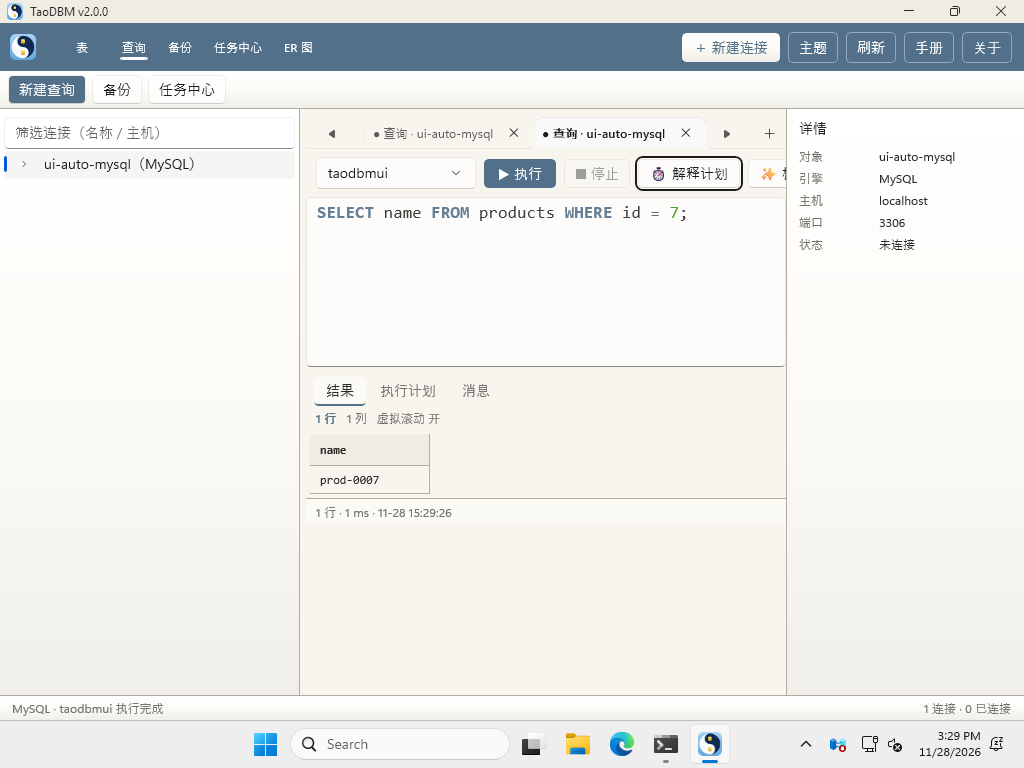 TaoDBM v2.0.0
表 查询 备份 任务中心 ER 图 + 新建连接 主题 刷新 手册 关于
新建查询 备份 任务中心
筛选连接（名称 / 主机）
ui-auto-mysql（MySQL）
● 查询 · ui-auto-mysql
● 查询 · ui-auto-mysql
taodbmui 执行 停止 解释计划
SELECT name FROM products WHERE id = 7;
结果 执行计划 消息
1 行 1 列 虚拟滚动 开
name
prod-0007
1 行 · 1 ms · 11-28 15:29:26
详情
对象 ui-auto-mysql
引擎 MySQL
主机 localhost
端口 3306
状态 未连接
MySQL · taodbmui 执行完成
1 连接 · 0 已连接
Search
3:29 PM
11/28/2026